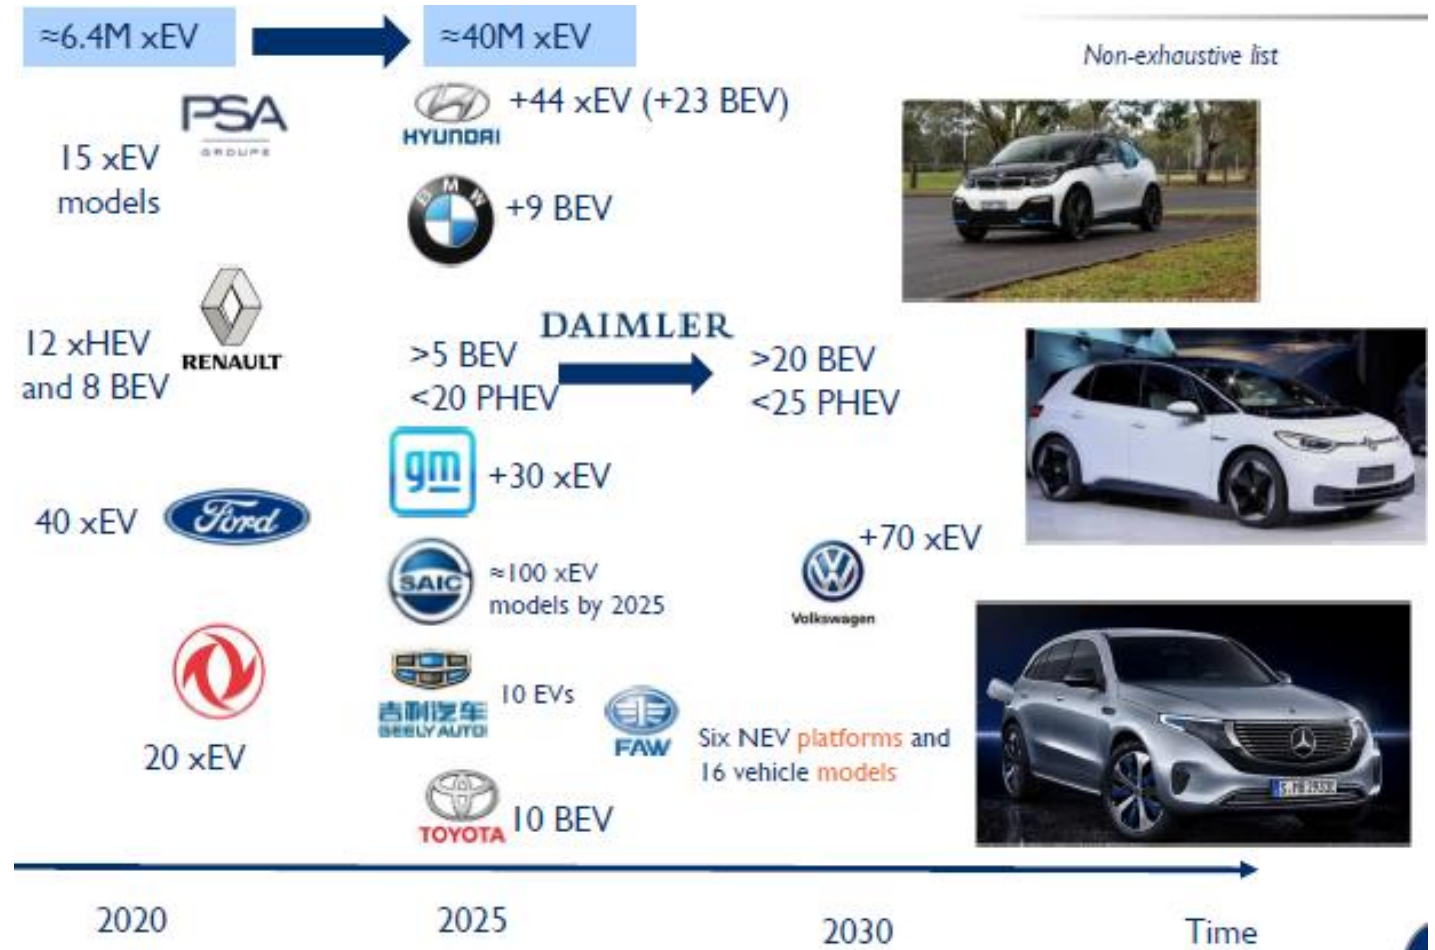 ≈6.4M xEV
≈40M xEV
Non-exhaustive list
PSA
GROUPE
15 xEV
models
HYUNDAI
+44 xEV (+23 BEV)
BMW
+9 BEV
12 xHEV
and 8 BEV
RENAULT
DAIMLER
>5 BEV
<20 PHEV
>20 BEV
<25 PHEV
gm
+30 xEV
40 xEV
Ford
SAIC
≈100 xEV
models by 2025
+70 xEV
Volkswagen
20 xEV
吉利汽车
GEELY AUTO
10 EVs
FAW
Six NEV platforms and
16 vehicle models
TOYOTA
10 BEV
2020
2025
2030
Time